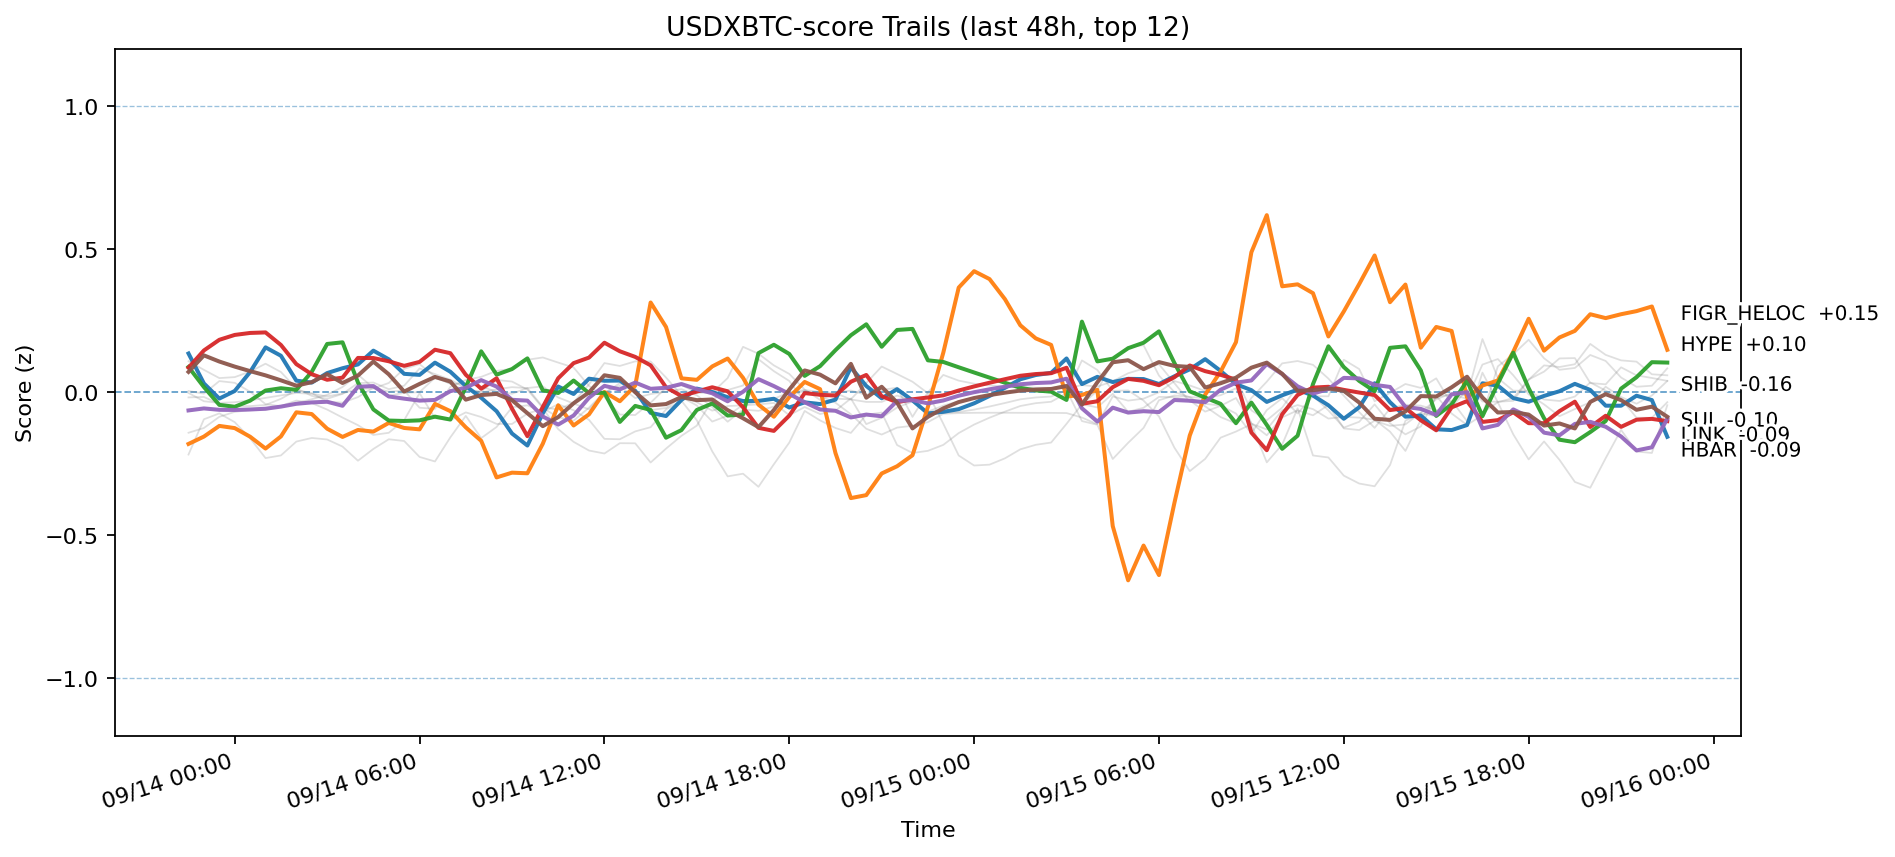 USDXBTC-score Trails (last 48h, top 12)
Score (z)
1.0
0.5
0.0
−0.5
−1.0
FIGR_HELOC +0.15
HYPE +0.10
SHIB -0.16
SUI -0.10
LINK -0.09
HBAR -0.09
09/14 00:00
09/14 06:00
09/14 12:00
09/14 18:00
09/15 00:00
09/15 06:00
09/15 12:00
09/15 18:00
09/16 00:00
Time